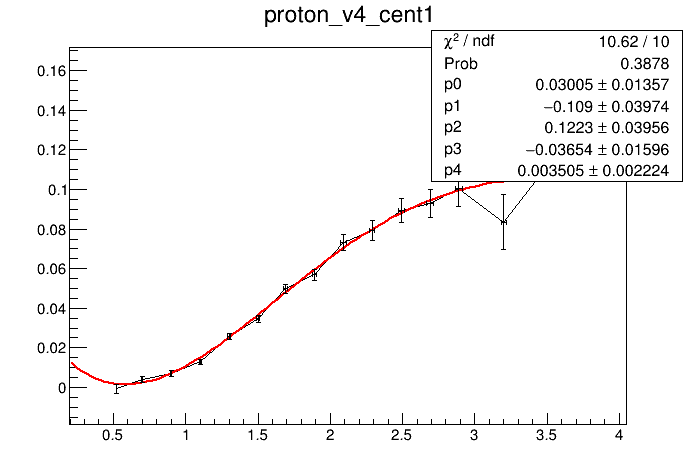 proton_v4_cent1
χ² / ndf 10.62 / 10
Prob 0.3878
p0 0.03005 ± 0.01357
p1 −0.109 ± 0.03974
p2 0.1223 ± 0.03956
p3 −0.03654 ± 0.01596
p4 0.003505 ± 0.002224
0.16
0.14
0.12
0.1
0.08
0.06
0.04
0.02
0
0.5 1 1.5 2 2.5 3 3.5 4